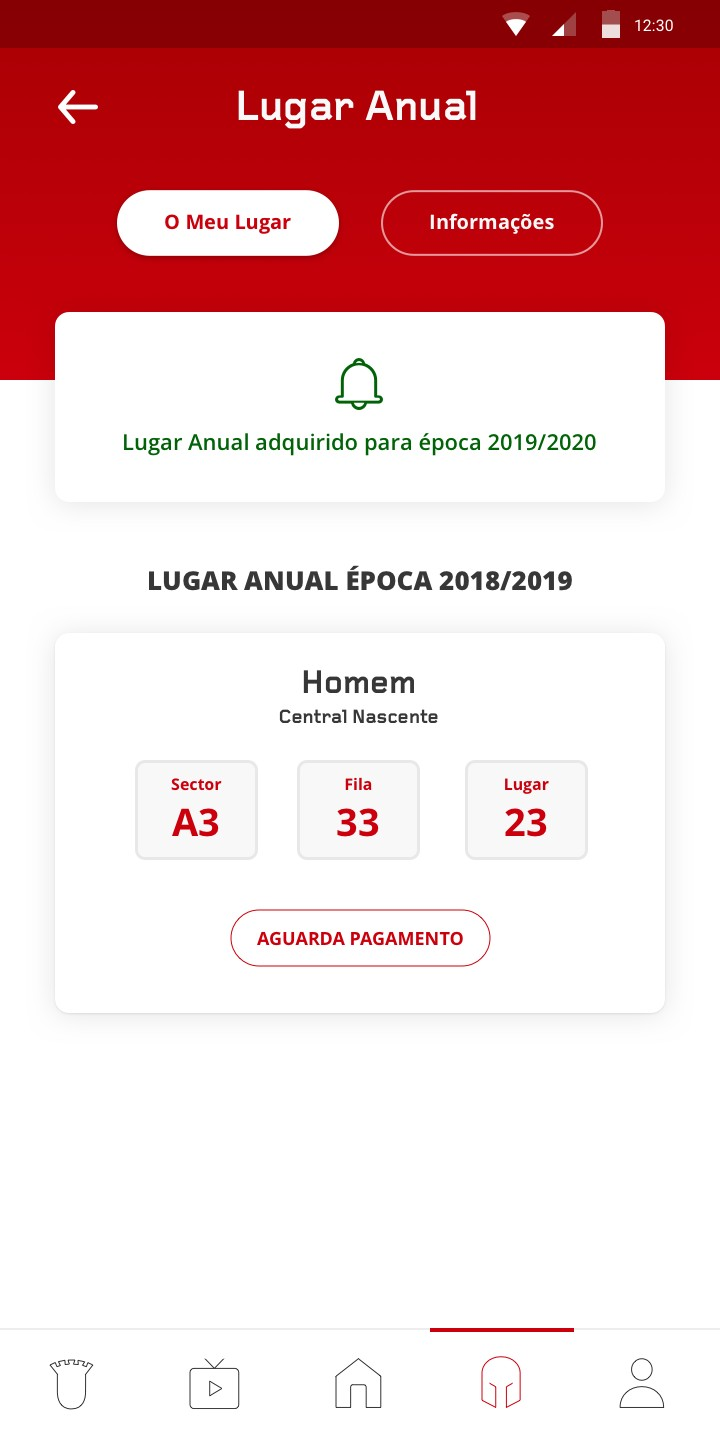 12:30
Lugar Anual
O Meu Lugar
Informações
Lugar Anual adquirido para época 2019/2020
LUGAR ANUAL ÉPOCA 2018/2019
Homem
Central Nascente
Sector
Fila
Lugar
A3
33
23
AGUARDA PAGAMENTO